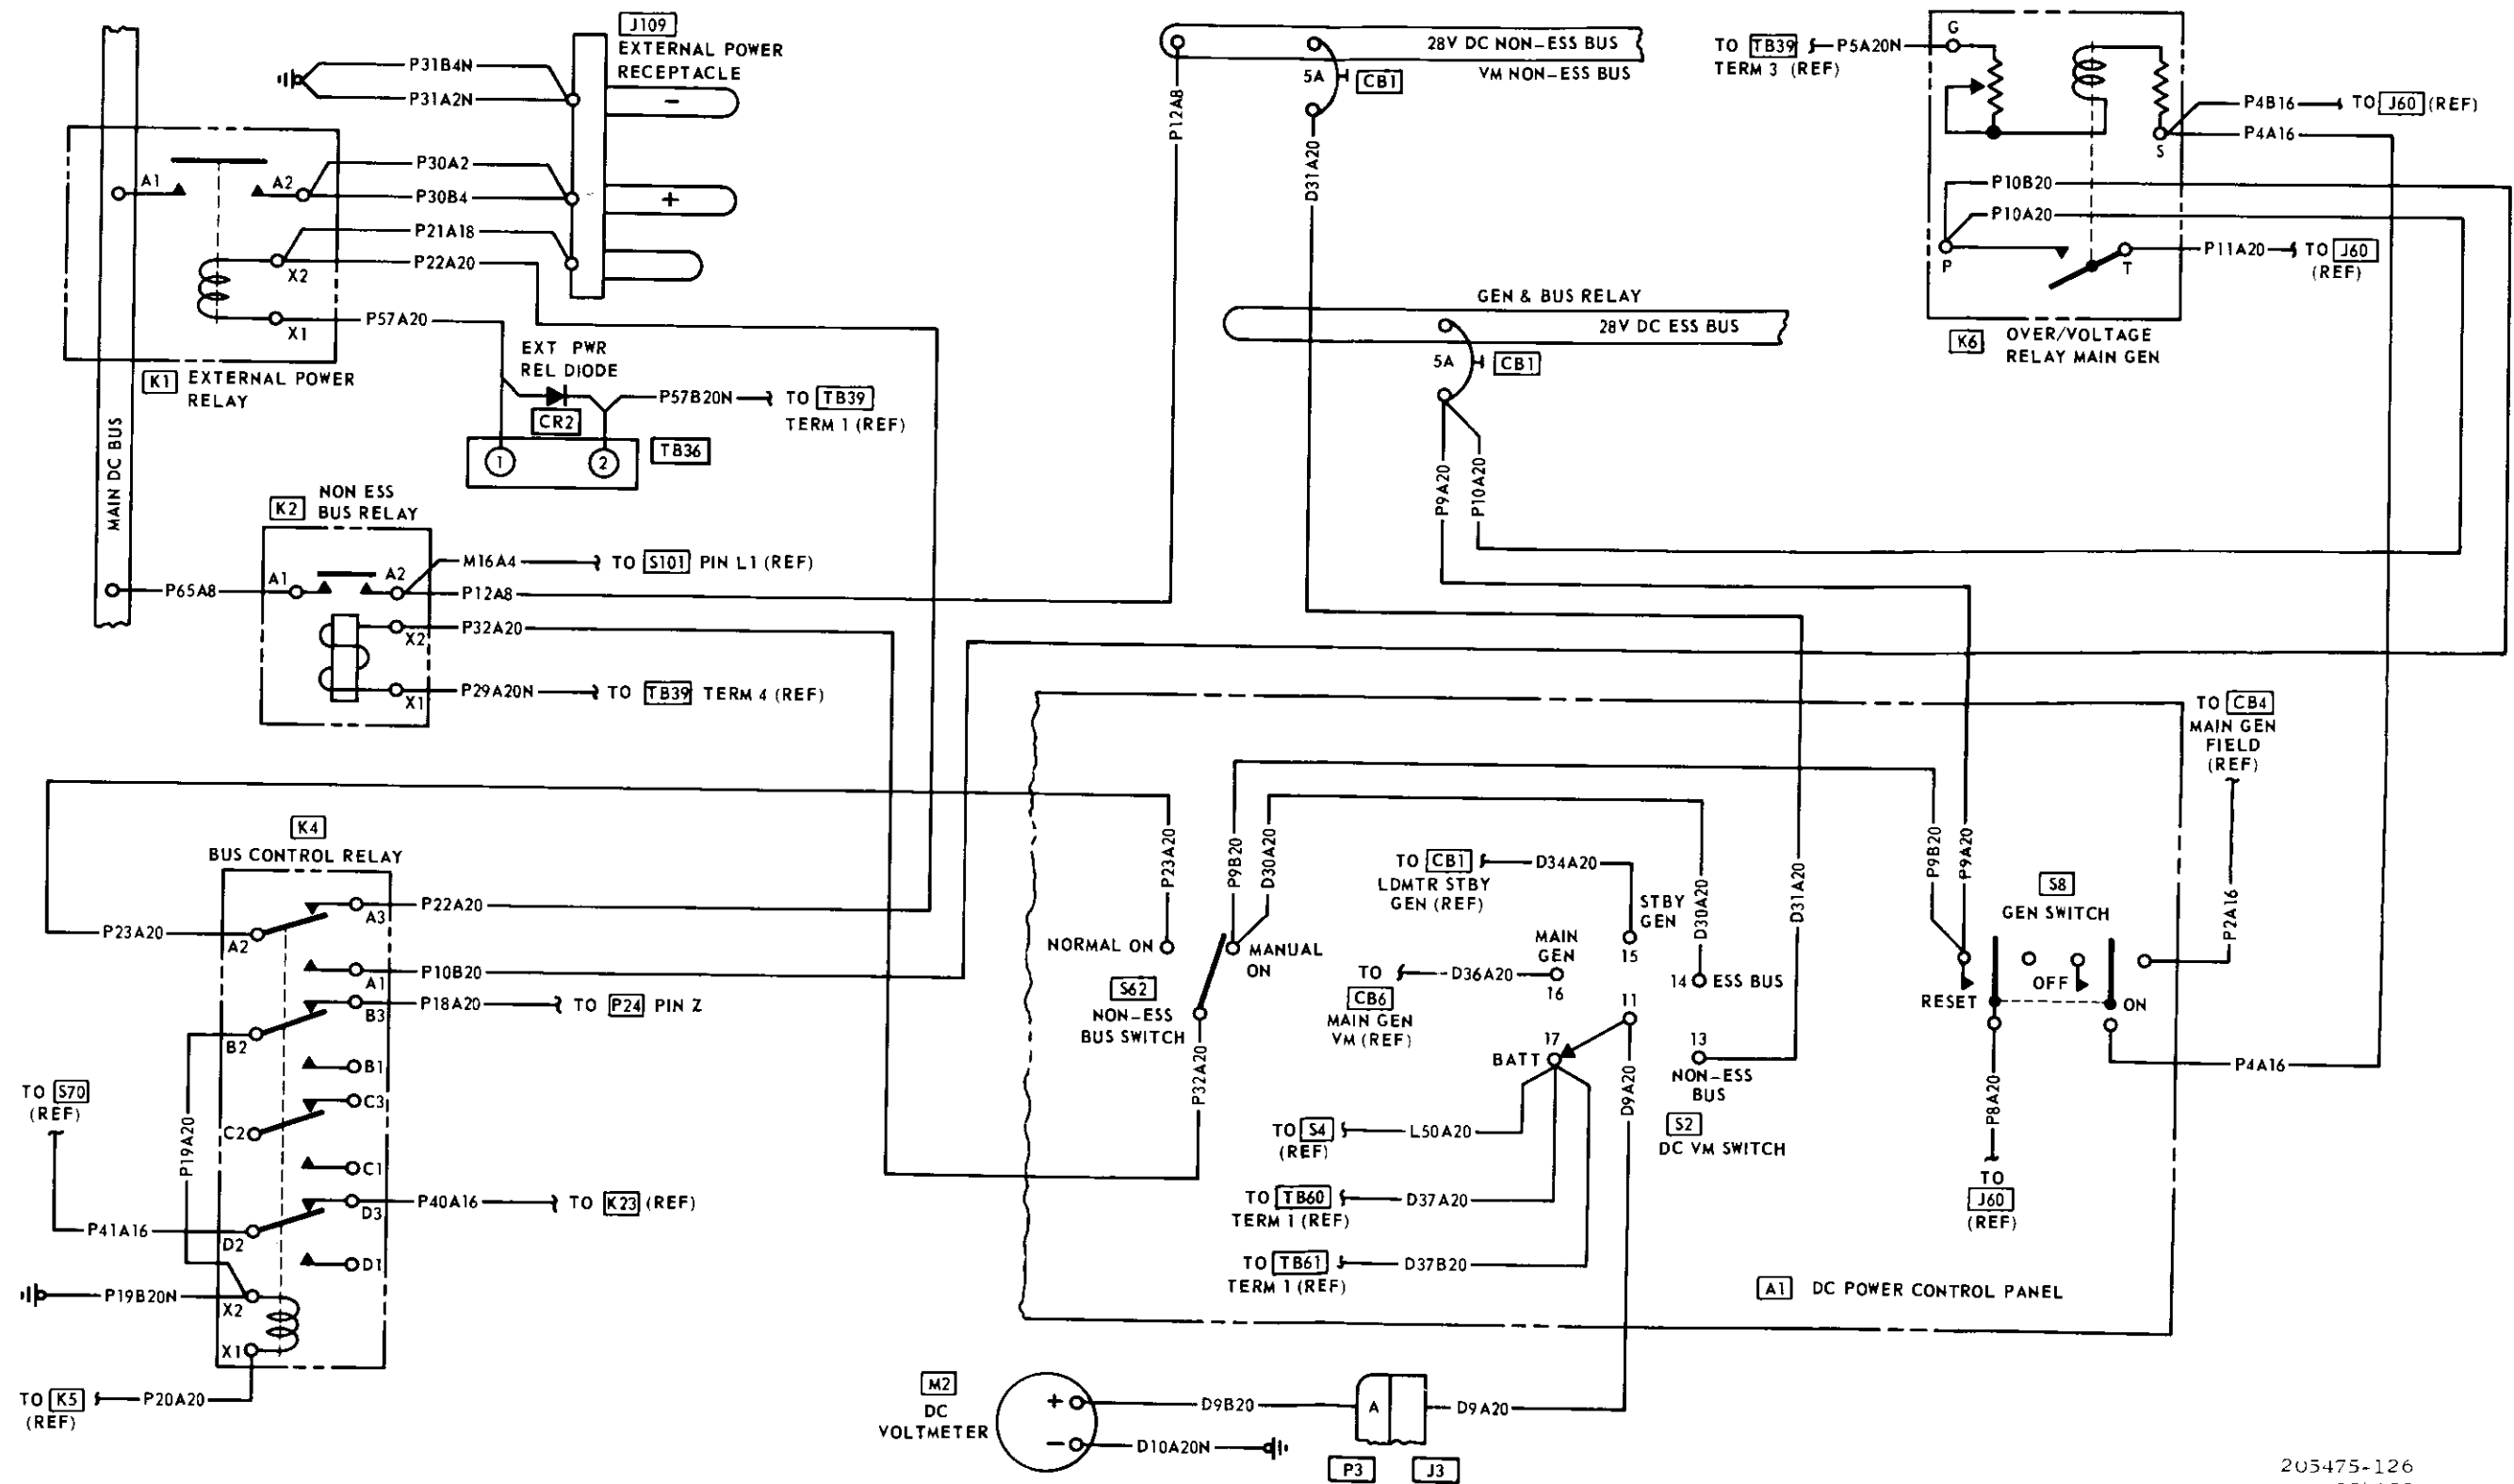 J109
EXTERNAL POWER
RECEPTACLE
P31B4N
P31A2N
−
P30A2
P30B4
+
P21A18
P22A20
A1
A2
X2
X1
P57A20
K1 EXTERNAL POWER
RELAY
MAIN DC BUS
EXT PWR
REL DIODE
CR2
P57B20N
TO TB39
TERM 1 (REF)
1
2
TB36
K2
NON ESS
BUS RELAY
P65A8
A1
A2
M16A4
TO S101 PIN L1 (REF)
P12A8
X2
P32A20
X1
P29A20N
TO TB39 TERM 4 (REF)
28V DC NON-ESS BUS
VM NON-ESS BUS
5A
CB1
P12A8
D31A20
GEN & BUS RELAY
28V DC ESS BUS
5A
CB1
P9A20
P10A20
TO TB39
TERM 3 (REF)
P5A20N
G
S
P4B16
TO J60 (REF)
P4A16
P10B20
P10A20
P
T
P11A20
TO J60
(REF)
K6
OVER/VOLTAGE
RELAY MAIN GEN
K4
BUS CONTROL RELAY
P23A20
A2
A3
P22A20
A1
P10B20
B3
P18A20
TO P24 PIN Z
B2
B1
P19A20
C3
C2
C1
TO S70
(REF)
P41A16
D2
D3
P40A16
TO K23 (REF)
D1
P19B20N
X2
X1
TO K5
(REF)
P20A20
P23A20
P9B20
D30A20
NORMAL ON
MANUAL
ON
S62
NON-ESS
BUS SWITCH
P32A20
TO CB1
LDMTR STBY
GEN (REF)
D34A20
STBY
GEN
15
MAIN
GEN
16
TO
CB6
MAIN GEN
VM (REF)
D36A20
D30A20
14 ESS BUS
11
17
BATT
13
NON-ESS
BUS
D31A20
S2
DC VM SWITCH
TO S4
(REF)
L50A20
TO TB60
TERM 1 (REF)
D37A20
TO TB61
TERM 1 (REF)
D37B20
D9A20
P9B20
P9A20
S8
GEN SWITCH
RESET
OFF
ON
TO CB4
MAIN GEN
FIELD
(REF)
P2A16
P4A16
P8A20
TO
J60
(REF)
A1 DC POWER CONTROL PANEL
M2
DC
VOLTMETER
+
−
D9B20
D10A20N
A
D9A20
P3
J3
205475-126